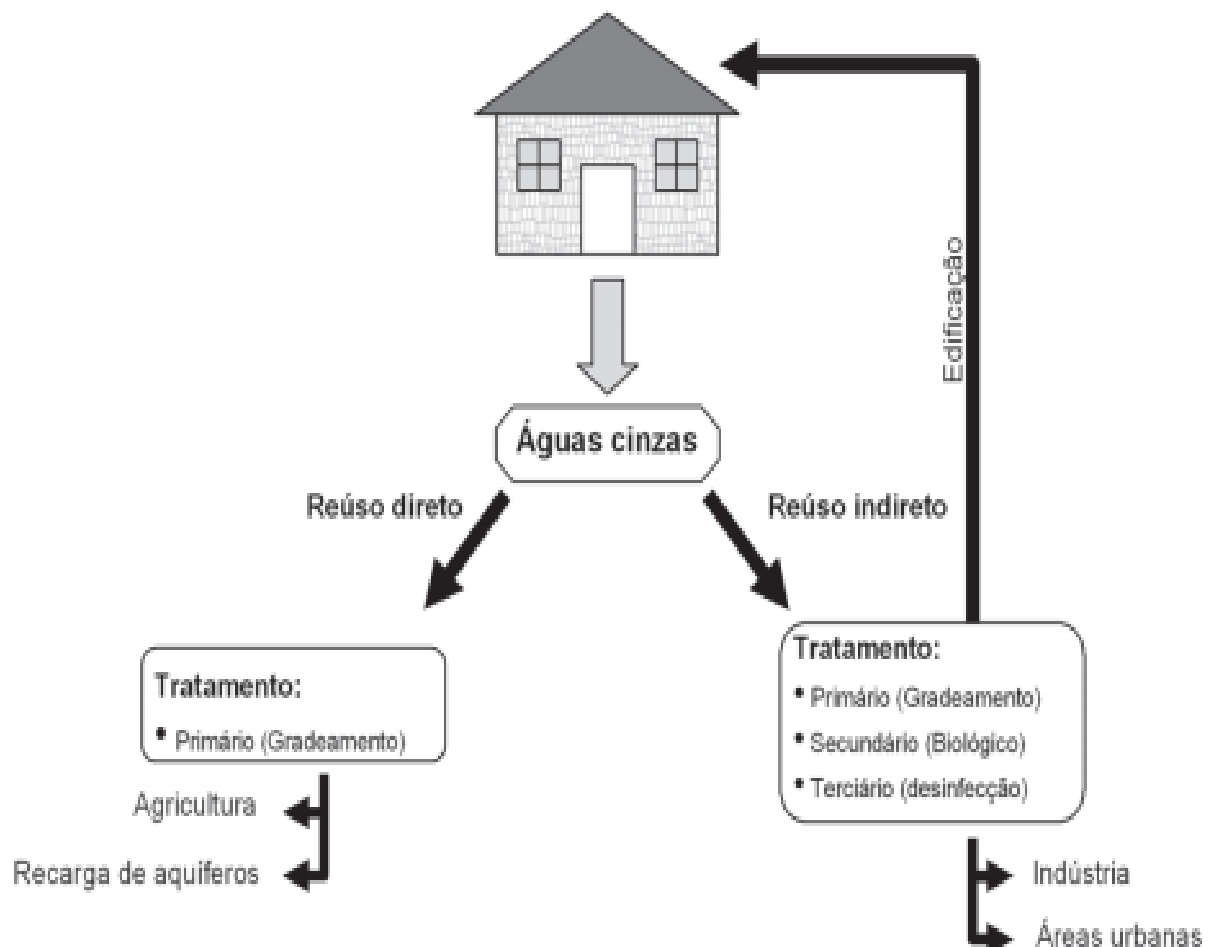 Edificação
Águas cinzas
Reúso direto
Reúso indireto
Tratamento:
• Primário (Gradeamento)
Agricultura
Recarga de aquíferos
Tratamento:
• Primário (Gradeamento)
• Secundário (Biológico)
• Terciário (desinfecção)
Indústria
Áreas urbanas